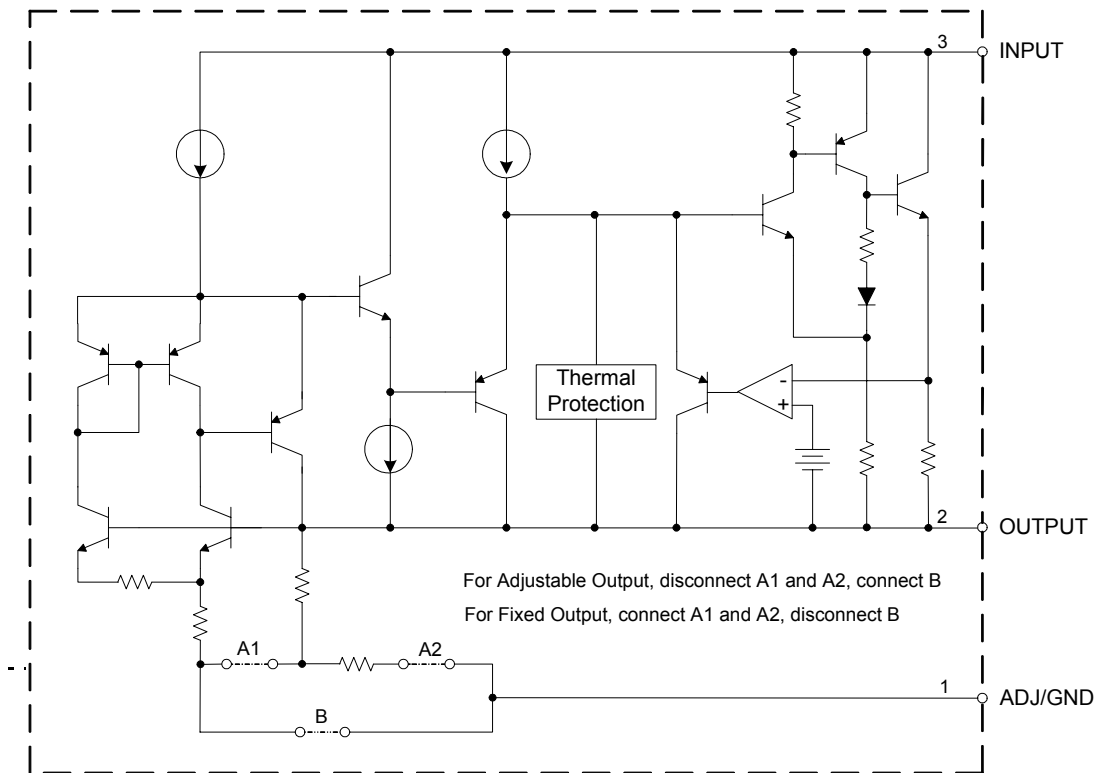 3
INPUT
Thermal
Protection
-
+
2
OUTPUT
For Adjustable Output, disconnect A1 and A2, connect B
For Fixed Output, connect A1 and A2, disconnect B
A1
A2
1
ADJ/GND
B